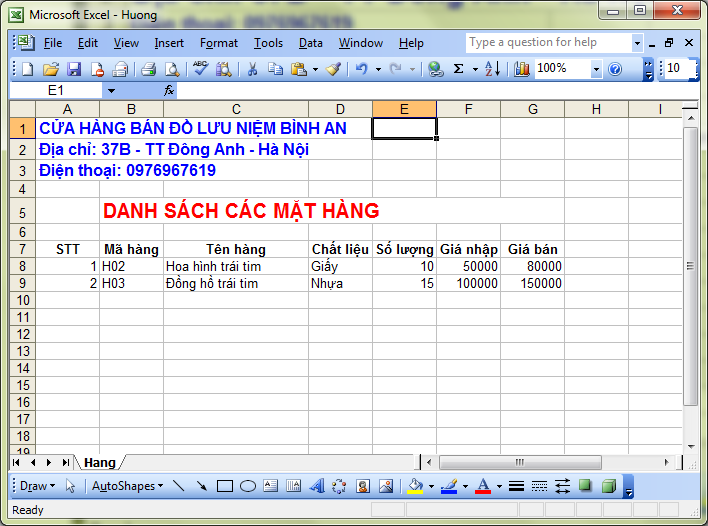 Microsoft Excel - Huong
File Edit View Insert Format Tools Data Window Help Type a question for help
Σ 100% 10
E1 fx
A B C D E F G H I
1 CỬA HÀNG BÁN ĐỒ LƯU NIỆM BÌNH AN
2 Địa chỉ: 37B - TT Đông Anh - Hà Nội
3 Điện thoại: 0976967619
4
5 DANH SÁCH CÁC MẶT HÀNG
6
7 STT Mã hàng Tên hàng Chất liệu Số lượng Giá nhập Giá bán
8 1 H02 Hoa hình trái tim Giấy 10 50000 80000
9 2 H03 Đồng hồ trái tim Nhựa 15 100000 150000
10
11
12
13
14
15
16
17
18
19
Hang
Draw AutoShapes
Ready